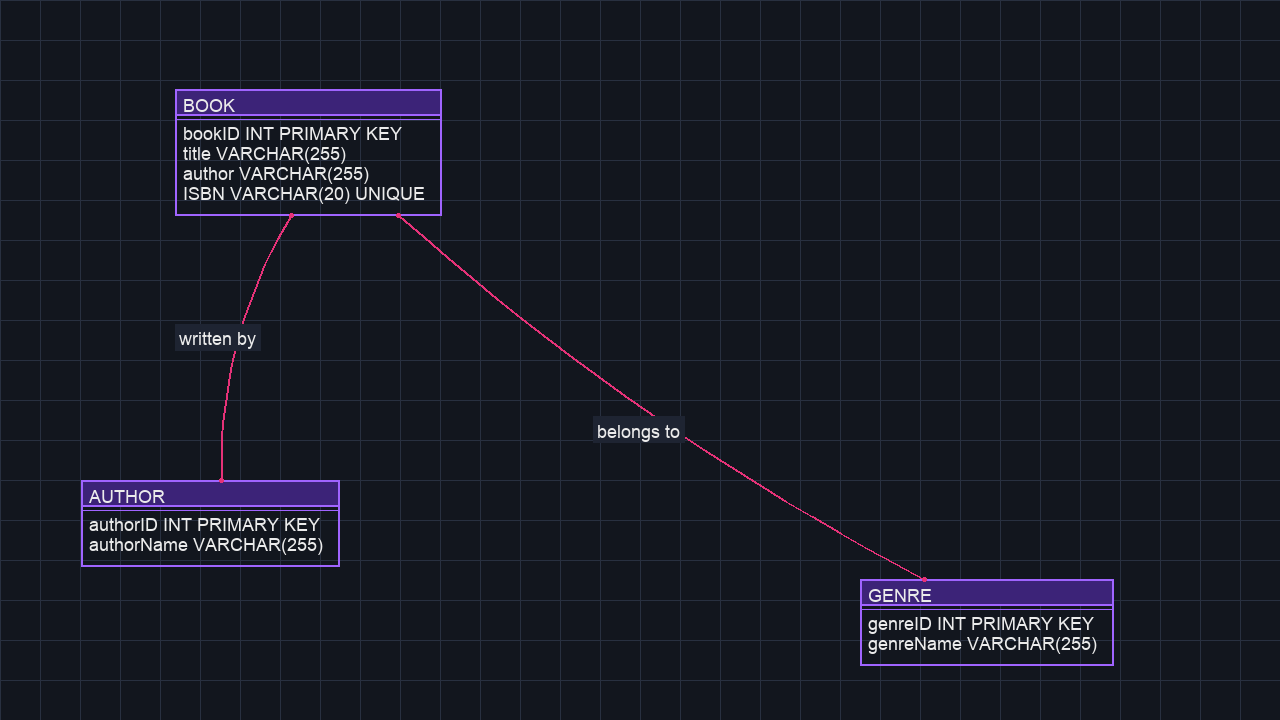 BOOK
bookID INT PRIMARY KEY
title VARCHAR(255)
author VARCHAR(255)
ISBN VARCHAR(20) UNIQUE
written by
belongs to
AUTHOR
authorID INT PRIMARY KEY
authorName VARCHAR(255)
GENRE
genreID INT PRIMARY KEY
genreName VARCHAR(255)